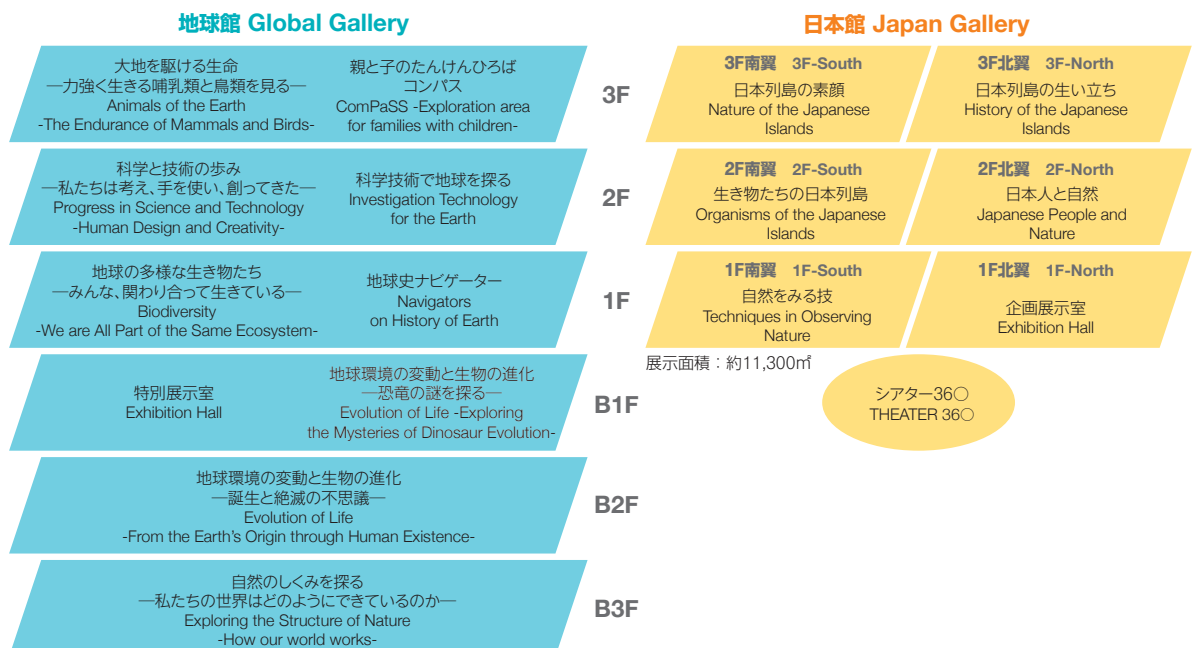 地球館 Global Gallery
大地を駆ける生命
―力強く生きる哺乳類と鳥類を見る―
Animals of the Earth
-The Endurance of Mammals and Birds-
親と子のたんけんひろば
コンパス
ComPaSS -Exploration area
for families with children-
3F
科学と技術の歩み
―私たちは考え、手を使い、創ってきた―
Progress in Science and Technology
-Human Design and Creativity-
科学技術で地球を探る
Investigation Technology
for the Earth
2F
地球の多様な生き物たち
―みんな、関わり合って生きている―
Biodiversity
-We are All Part of the Same Ecosystem-
地球史ナビゲーター
Navigators
on History of Earth
1F
特別展示室
Exhibition Hall
地球環境の変動と生物の進化
―恐竜の謎を探る―
Evolution of Life -Exploring
the Mysteries of Dinosaur Evolution-
B1F
地球環境の変動と生物の進化
―誕生と絶滅の不思議―
Evolution of Life
-From the Earth's Origin through Human Existence-
B2F
自然のしくみを探る
―私たちの世界はどのようにできているのか―
Exploring the Structure of Nature
-How our world works-
B3F
日本館 Japan Gallery
3F南翼 3F-South
日本列島の素顔
Nature of the Japanese
Islands
3F北翼 3F-North
日本列島の生い立ち
History of the Japanese
Islands
2F南翼 2F-South
生き物たちの日本列島
Organisms of the Japanese
Islands
2F北翼 2F-North
日本人と自然
Japanese People and
Nature
1F南翼 1F-South
自然をみる技
Techniques in Observing
Nature
1F北翼 1F-North
企画展示室
Exhibition Hall
展示面積：約11,300㎡
シアター36○
THEATER 36○